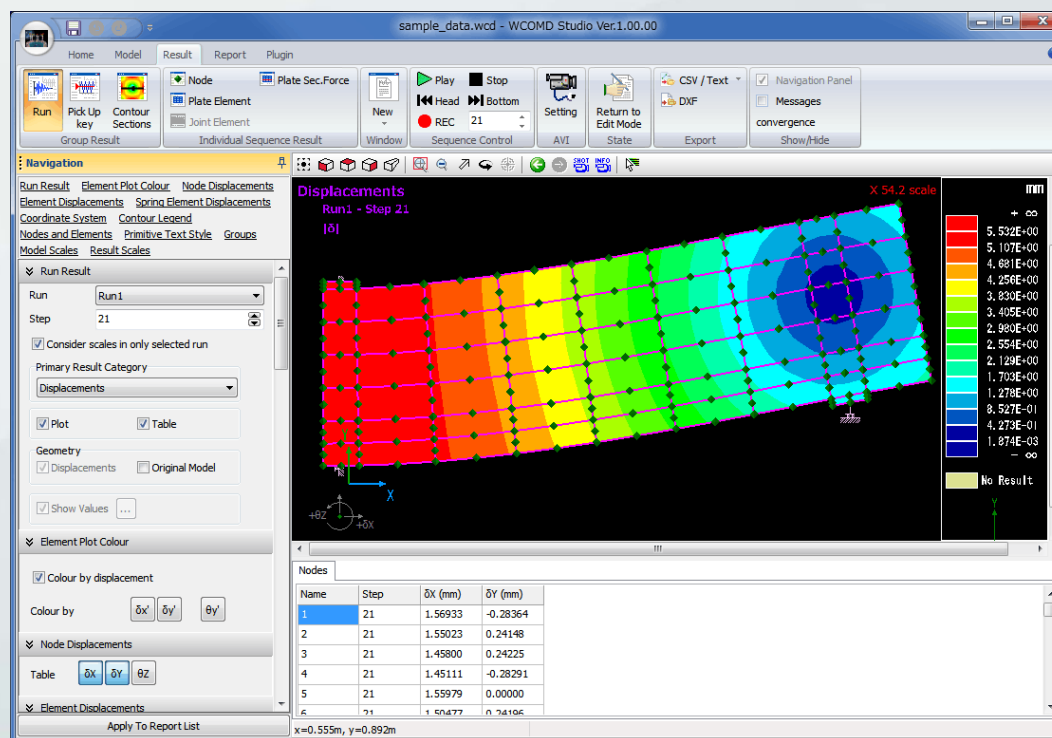 sample_data.wcd - WCOMD Studio Ver.1.00.00
Home Model Result Report Plugin
Run
Pick Up key
Contour Sections
Group Result
Node
Plate Element
Joint Element
Plate Sec.Force
Individual Sequence Result
New
Window
Play Stop
Head Bottom
REC 21
Sequence Control
Setting
AVI
Return to Edit Mode
State
CSV / Text
DXF
Export
Navigation Panel
Messages
convergence
Show/Hide
Navigation
Run Result Element Plot Colour Node Displacements
Element Displacements Spring Element Displacements
Coordinate System Contour Legend
Nodes and Elements Primitive Text Style Groups
Model Scales Result Scales
Run Result
Run Run1
Step 21
Consider scales in only selected run
Primary Result Category
Displacements
Plot Table
Geometry
Displacements Original Model
Show Values ...
Element Plot Colour
Colour by displacement
Colour by δx' δy' θy'
Node Displacements
Table δX δY θZ
Element Displacements
Apply To Report List
SHOT INFO
Displacements
Run1 - Step 21
|δ|
X 54.2 scale
X
+θZ
+δX
mm
+ ∞
5.532E+00
5.107E+00
4.681E+00
4.256E+00
3.830E+00
3.405E+00
2.980E+00
2.554E+00
2.129E+00
1.703E+00
1.278E+00
8.527E-01
4.273E-01
1.874E-03
- ∞
No Result
Y
Nodes
Name Step δX (mm) δY (mm)
1 21 1.56933 -0.28364
2 21 1.55023 0.24148
3 21 1.45800 0.24225
4 21 1.45111 -0.28291
5 21 1.55979 0.00000
6 21 1.50477 0.24196
x=0.555m, y=0.892m